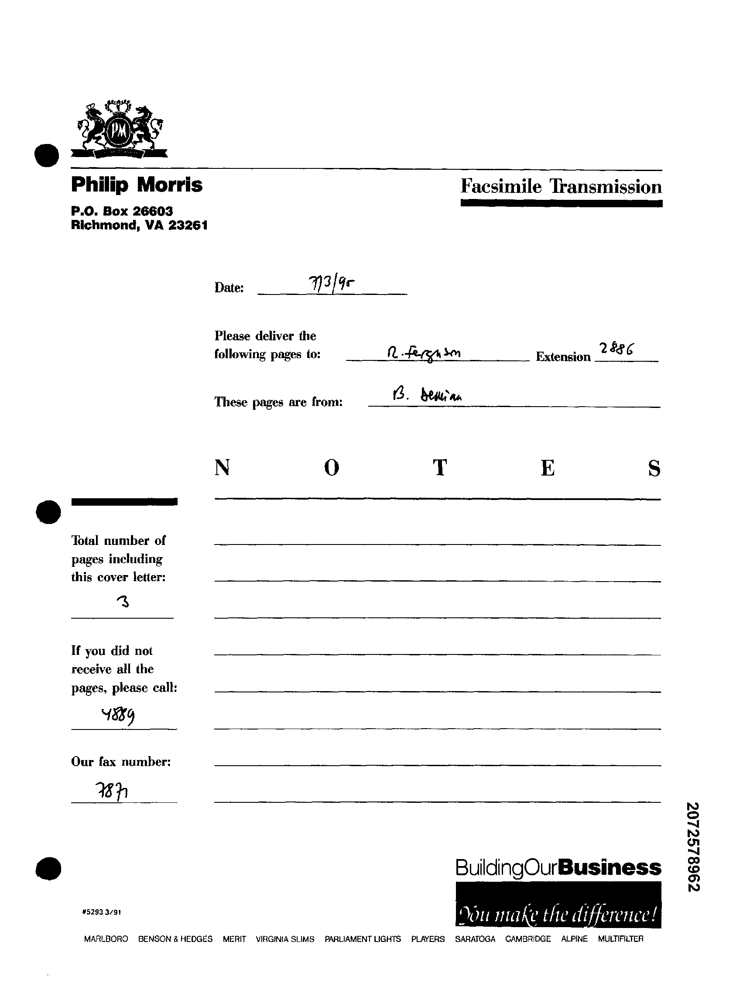 PM
Philip Morris
Facsimile Transmission
P.O. Box 26603
Richmond, VA 23261
Date: 7/3/95
Please deliver the
following pages to: R. Ferguson Extension 2886
These pages are from: B.
N O T E S
Total number of
pages including
this cover letter:
3
If you did not
receive all the
pages, please call:
4889
Our fax number:
7871
2072578962
BuildingOurBusiness
You make the difference!
#5293 3/91
MARLBORO BENSON & HEDGES MERIT VIRGINIA SLIMS PARLIAMENT LIGHTS PLAYERS SARATOGA CAMBRIDGE ALPINE MULTIFILTER